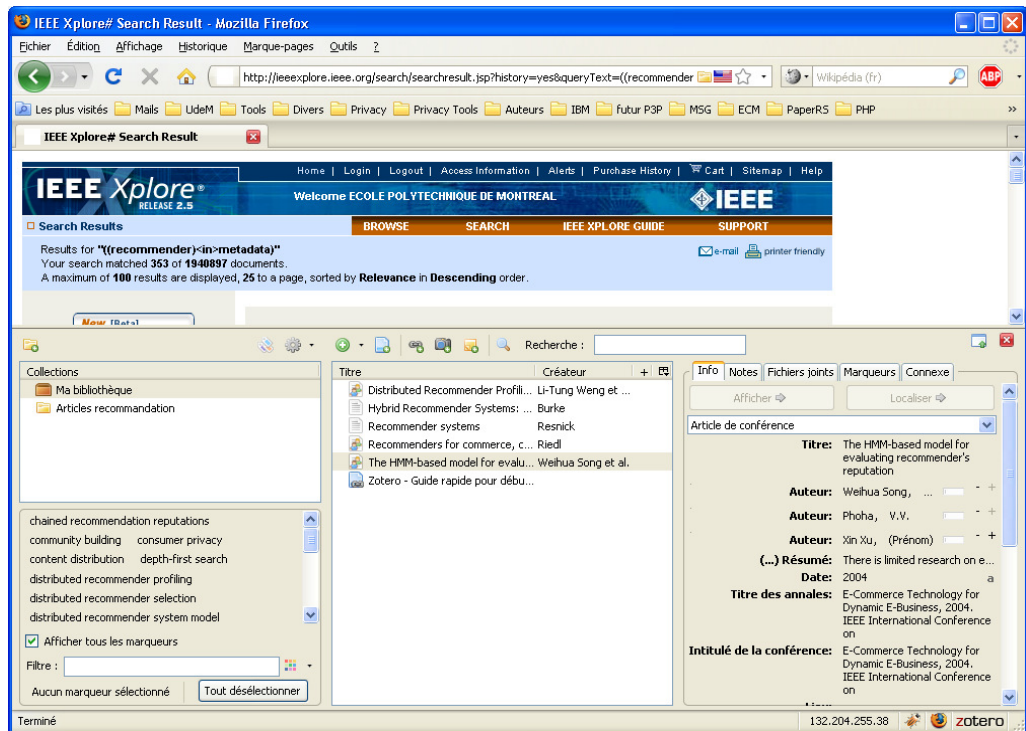 IEEE Xplore# Search Result - Mozilla Firefox
Fichier Édition Affichage Historique Marque-pages Outils ?
http://ieeexplore.ieee.org/search/searchresult.jsp?history=yes&queryText=((recommender
Wikipédia (fr)
ABP
Les plus visités Mails UdeM Tools Divers Privacy Privacy Tools Auteurs IBM futur P3P MSG ECM PaperRS PHP »
IEEE Xplore# Search Result
Home | Login | Logout | Access Information | Alerts | Purchase History | Cart | Sitemap | Help
IEEE Xplore®
RELEASE 2.5
Welcome ECOLE POLYTECHNIQUE DE MONTREAL
IEEE
Search Results BROWSE SEARCH IEEE XPLORE GUIDE SUPPORT
Results for "((recommender)<in>metadata)"
Your search matched 353 of 1940897 documents.
A maximum of 100 results are displayed, 25 to a page, sorted by Relevance in Descending order.
e-mail printer friendly
New [Beta]
Recherche :
Collections
Ma bibliothèque
Articles recommandation
chained recommendation reputations
community building consumer privacy
content distribution depth-first search
distributed recommender profiling
distributed recommender selection
distributed recommender system model
Afficher tous les marqueurs
Filtre :
Aucun marqueur sélectionné Tout désélectionner
Titre Créateur +
Distributed Recommender Profili... Li-Tung Weng et ...
Hybrid Recommender Systems: ... Burke
Recommender systems Resnick
Recommenders for commerce, c... Riedl
The HMM-based model for evalu... Weihua Song et al.
Zotero - Guide rapide pour débu...
Info Notes Fichiers joints Marqueurs Connexe
Afficher Localiser
Article de conférence
Titre: The HMM-based model for
evaluating recommender's
reputation
Auteur: Weihua Song, ... - +
Auteur: Phoha, V.V. - +
Auteur: Xin Xu, (Prénom) - +
(...) Résumé: There is limited research on e...
Date: 2004 a
Titre des annales: E-Commerce Technology for
Dynamic E-Business, 2004.
IEEE International Conference
on
Intitulé de la conférence: E-Commerce Technology for
Dynamic E-Business, 2004.
IEEE International Conference
on
Terminé 132.204.255.38 zotero